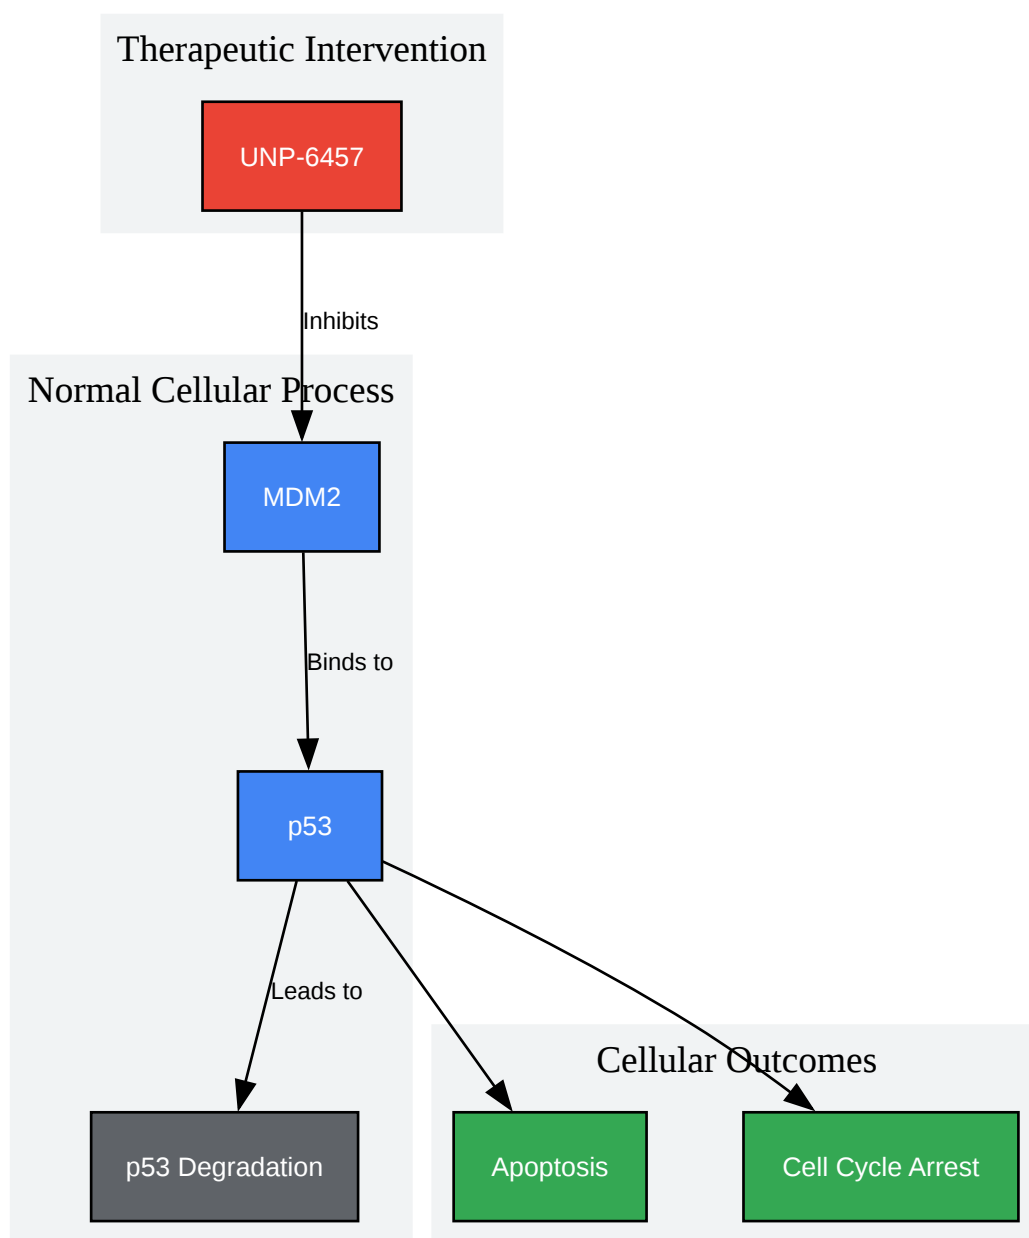 Therapeutic Intervention
UNP-6457
Inhibits
Normal Cellular Process
MDM2
Binds to
p53
Leads to
Cellular Outcomes
p53 Degradation
Apoptosis
Cell Cycle Arrest